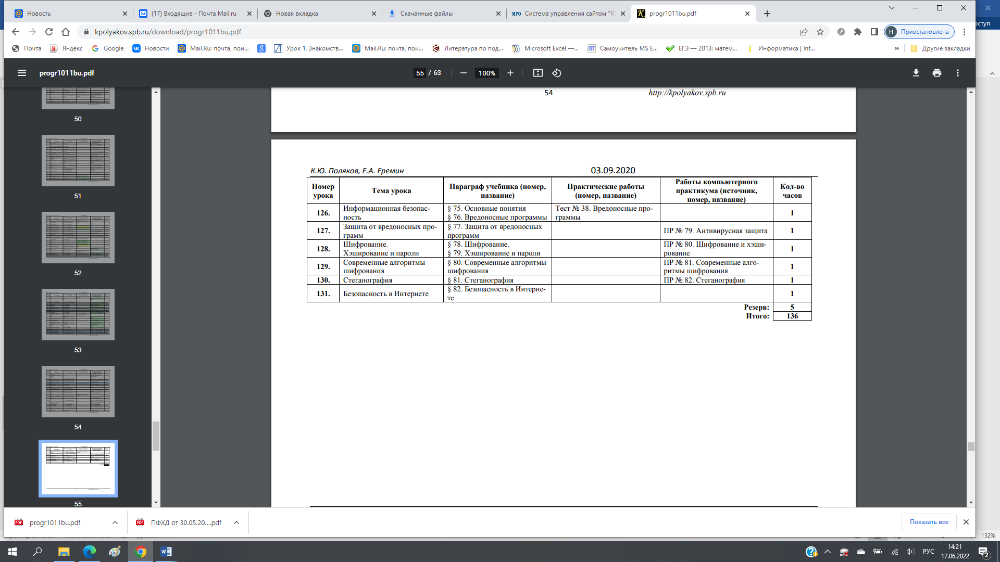 Новость
(17) Входящие - Почта Mail.ru
Новая вкладка
Скачанные файлы
R70 Система управления сайтом "R
progr1011bu.pdf
оступ
kpolyakov.spb.ru/download/progr1011bu.pdf
Н Приостановлена
Почта
Яндекс
Google
Новости
Mail.Ru: почта, пои...
Урок 1. Знакомств...
Mail.Ru: почта, пои...
Литература по под...
Microsoft Excel —...
Самоучитель MS E...
ЕГЭ — 2013: матем...
Информатика | Inf...
»
Другие закладки
progr1011bu.pdf
55 / 63
100%
50
51
52
53
54
55
54 http://kpolyakov.spb.ru
К.Ю. Поляков, Е.А. Еремин 03.09.2020
Номер урока
Тема урока
Параграф учебника (номер, название)
Практические работы (номер, название)
Работы компьютерного практикума (источник, номер, название)
Кол-во часов
126.
Информационная безопас-
ность
§ 75. Основные понятия
§ 76. Вредоносные программы
Тест № 38. Вредоносные про-
граммы
1
127.
Защита от вредоносных про-
грамм
§ 77. Защита от вредоносных
программ
ПР № 79. Антивирусная защита
1
128.
Шифрование.
Хэширование и пароли
§ 78. Шифрование.
§ 79. Хэширование и пароли
ПР № 80. Шифрование и хэши-
рование
1
129.
Современные алгоритмы
шифрования
§ 80. Современные алгоритмы
шифрования
ПР № 81. Современные алго-
ритмы шифрования
1
130.
Стеганография
§ 81. Стеганография
ПР № 82. Стеганография
1
131.
Безопасность в Интернете
§ 82. Безопасность в Интерне-
те
1
Резерв: 5
Итого: 136
progr1011bu.pdf
ПФХД от 30.05.20....pdf
Показать все
132%
РУС
14:21
17.06.2022
2